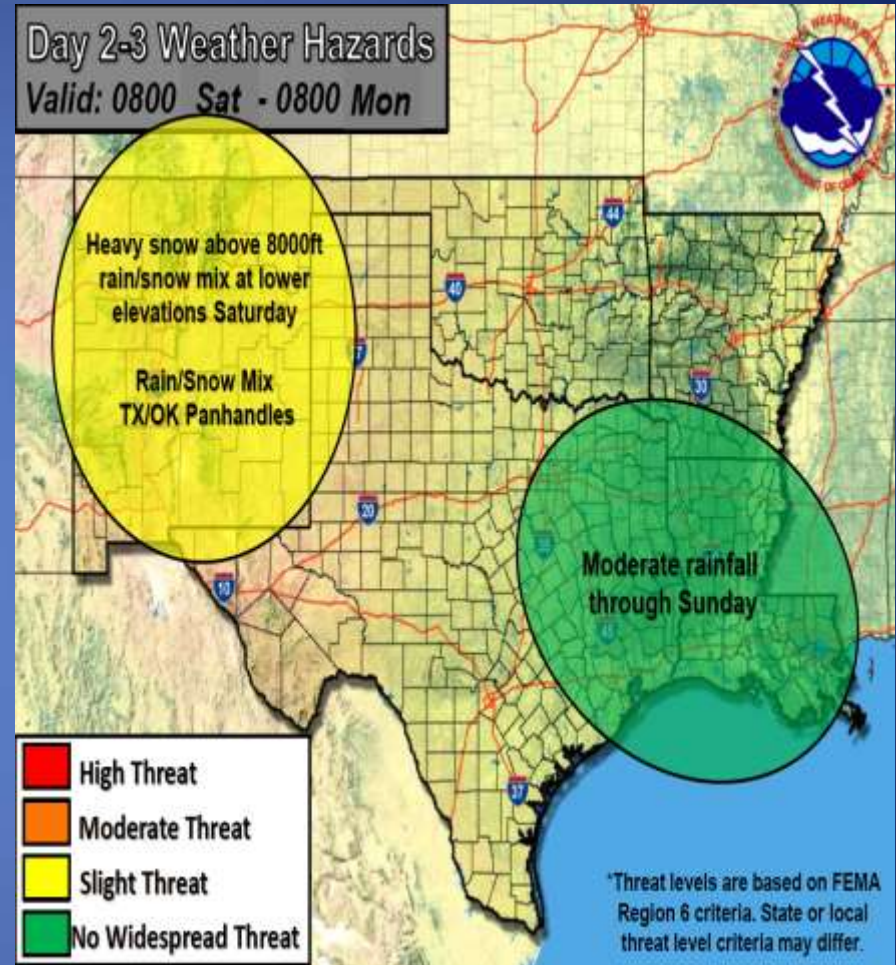 Day 2-3 Weather Hazards
Valid: 0800 Sat - 0800 Mon
Heavy snow above 8000ft
rain/snow mix at lower
elevations Saturday
Rain/Snow Mix
TX/OK Panhandles
44
40
30
20
10
37
Moderate rainfall
through Sunday
High Threat
Moderate Threat
Slight Threat
No Widespread Threat
*Threat levels are based on FEMA
Region 6 criteria. State or local
threat level criteria may differ.